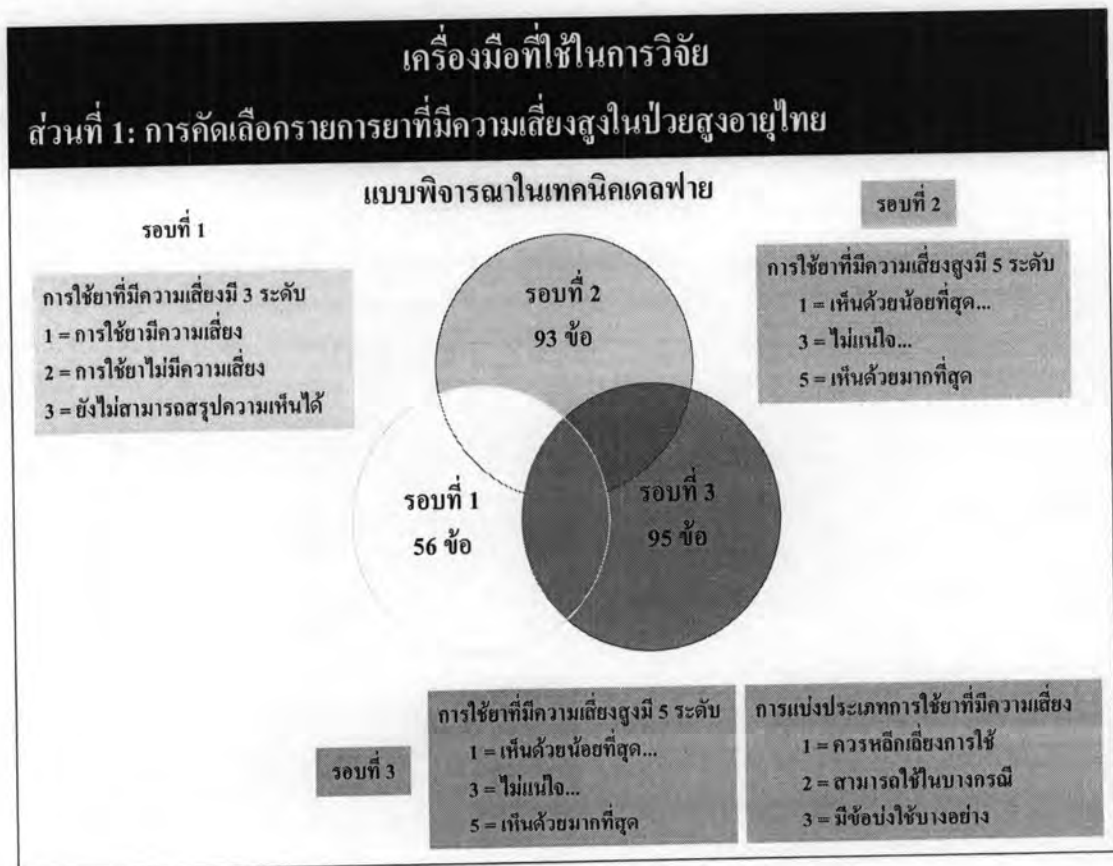 เครื่องมือที่ใช้ในการวิจัย
ส่วนที่ 1: การคัดเลือกรายการยาที่มีความเสี่ยงสูงในป่วยสูงอายุไทย
แบบพิจารณาในเทคนิคเดลฟาย
รอบที่ 1
การใช้ยาที่มีความเสี่ยงมี 3 ระดับ
1 = การใช้ยามีความเสี่ยง
2 = การใช้ยาไม่มีความเสี่ยง
3 = ยังไม่สามารถสรุปความเห็นได้
รอบที่ 2
การใช้ยาที่มีความเสี่ยงสูงมี 5 ระดับ
1 = เห็นด้วยน้อยที่สุด...
3 = ไม่แน่ใจ...
5 = เห็นด้วยมากที่สุด
รอบที่ 2
93 ข้อ
รอบที่ 1
56 ข้อ
รอบที่ 3
95 ข้อ
รอบที่ 3
การใช้ยาที่มีความเสี่ยงสูงมี 5 ระดับ
1 = เห็นด้วยน้อยที่สุด...
3 = ไม่แน่ใจ...
5 = เห็นด้วยมากที่สุด
การแบ่งประเภทการใช้ยาที่มีความเสี่ยง
1 = ควรหลีกเลี่ยงการใช้
2 = สามารถใช้ในบางกรณี
3 = มีข้อบ่งใช้บางอย่าง